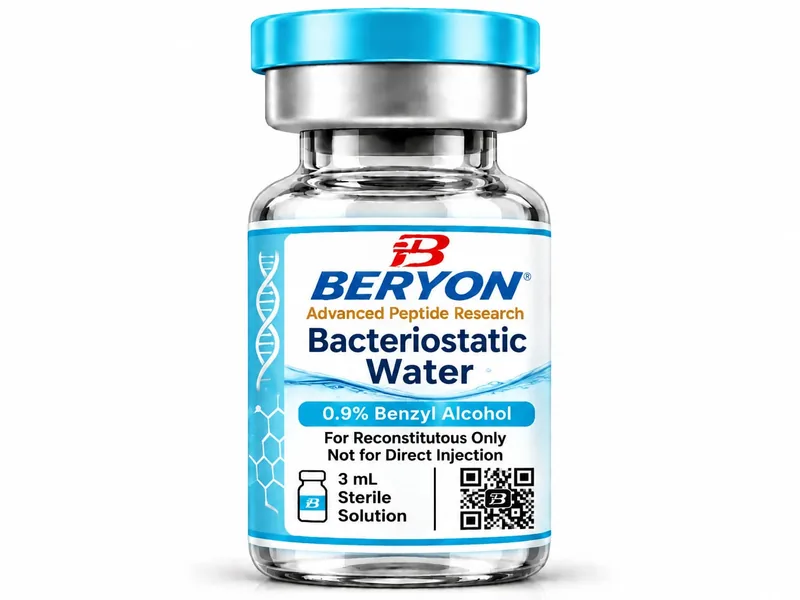 B
BERYON®
Advanced Peptide Research
Bacteriostatic
Water
0.9% Benzyl Alcohol
For Reconstitutous Only
Not for Direct Injection
3 mL
Sterile
Solution
B
B